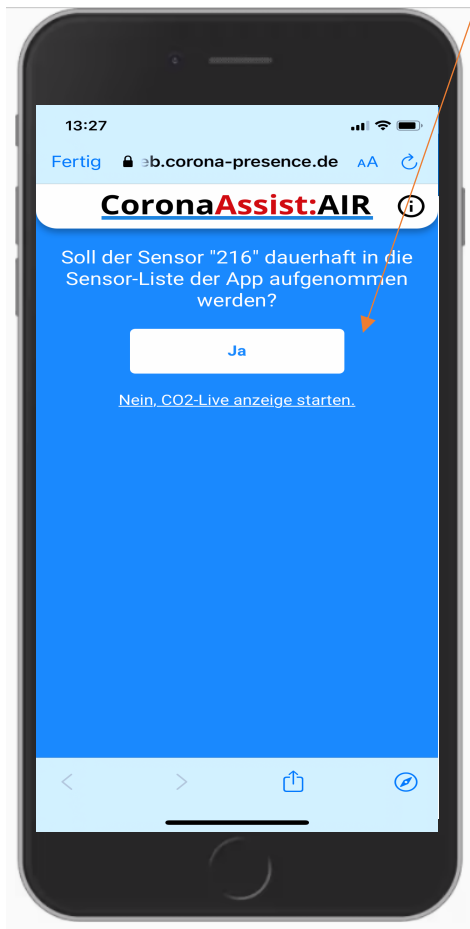 13:27
Fertig eb.corona-presence.de AA
CoronaAssist:AIR
Soll der Sensor "216" dauerhaft in die
Sensor-Liste der App aufgenommen
werden?
Ja
Nein, CO2-Live anzeige starten.